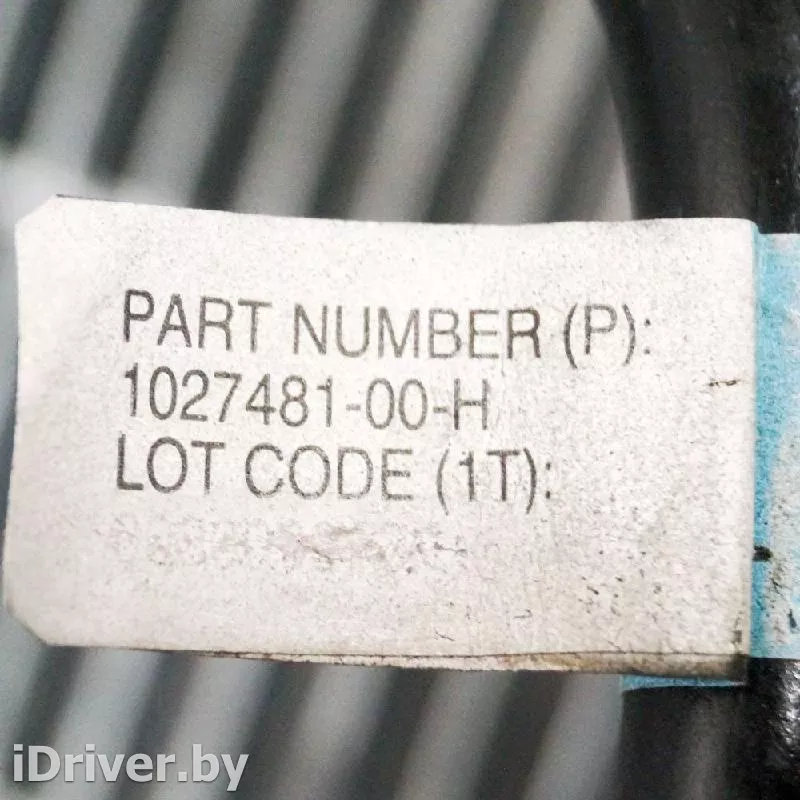 PART NUMBER (P):
1027481-00-H
LOT CODE (1T):
iDriver.by